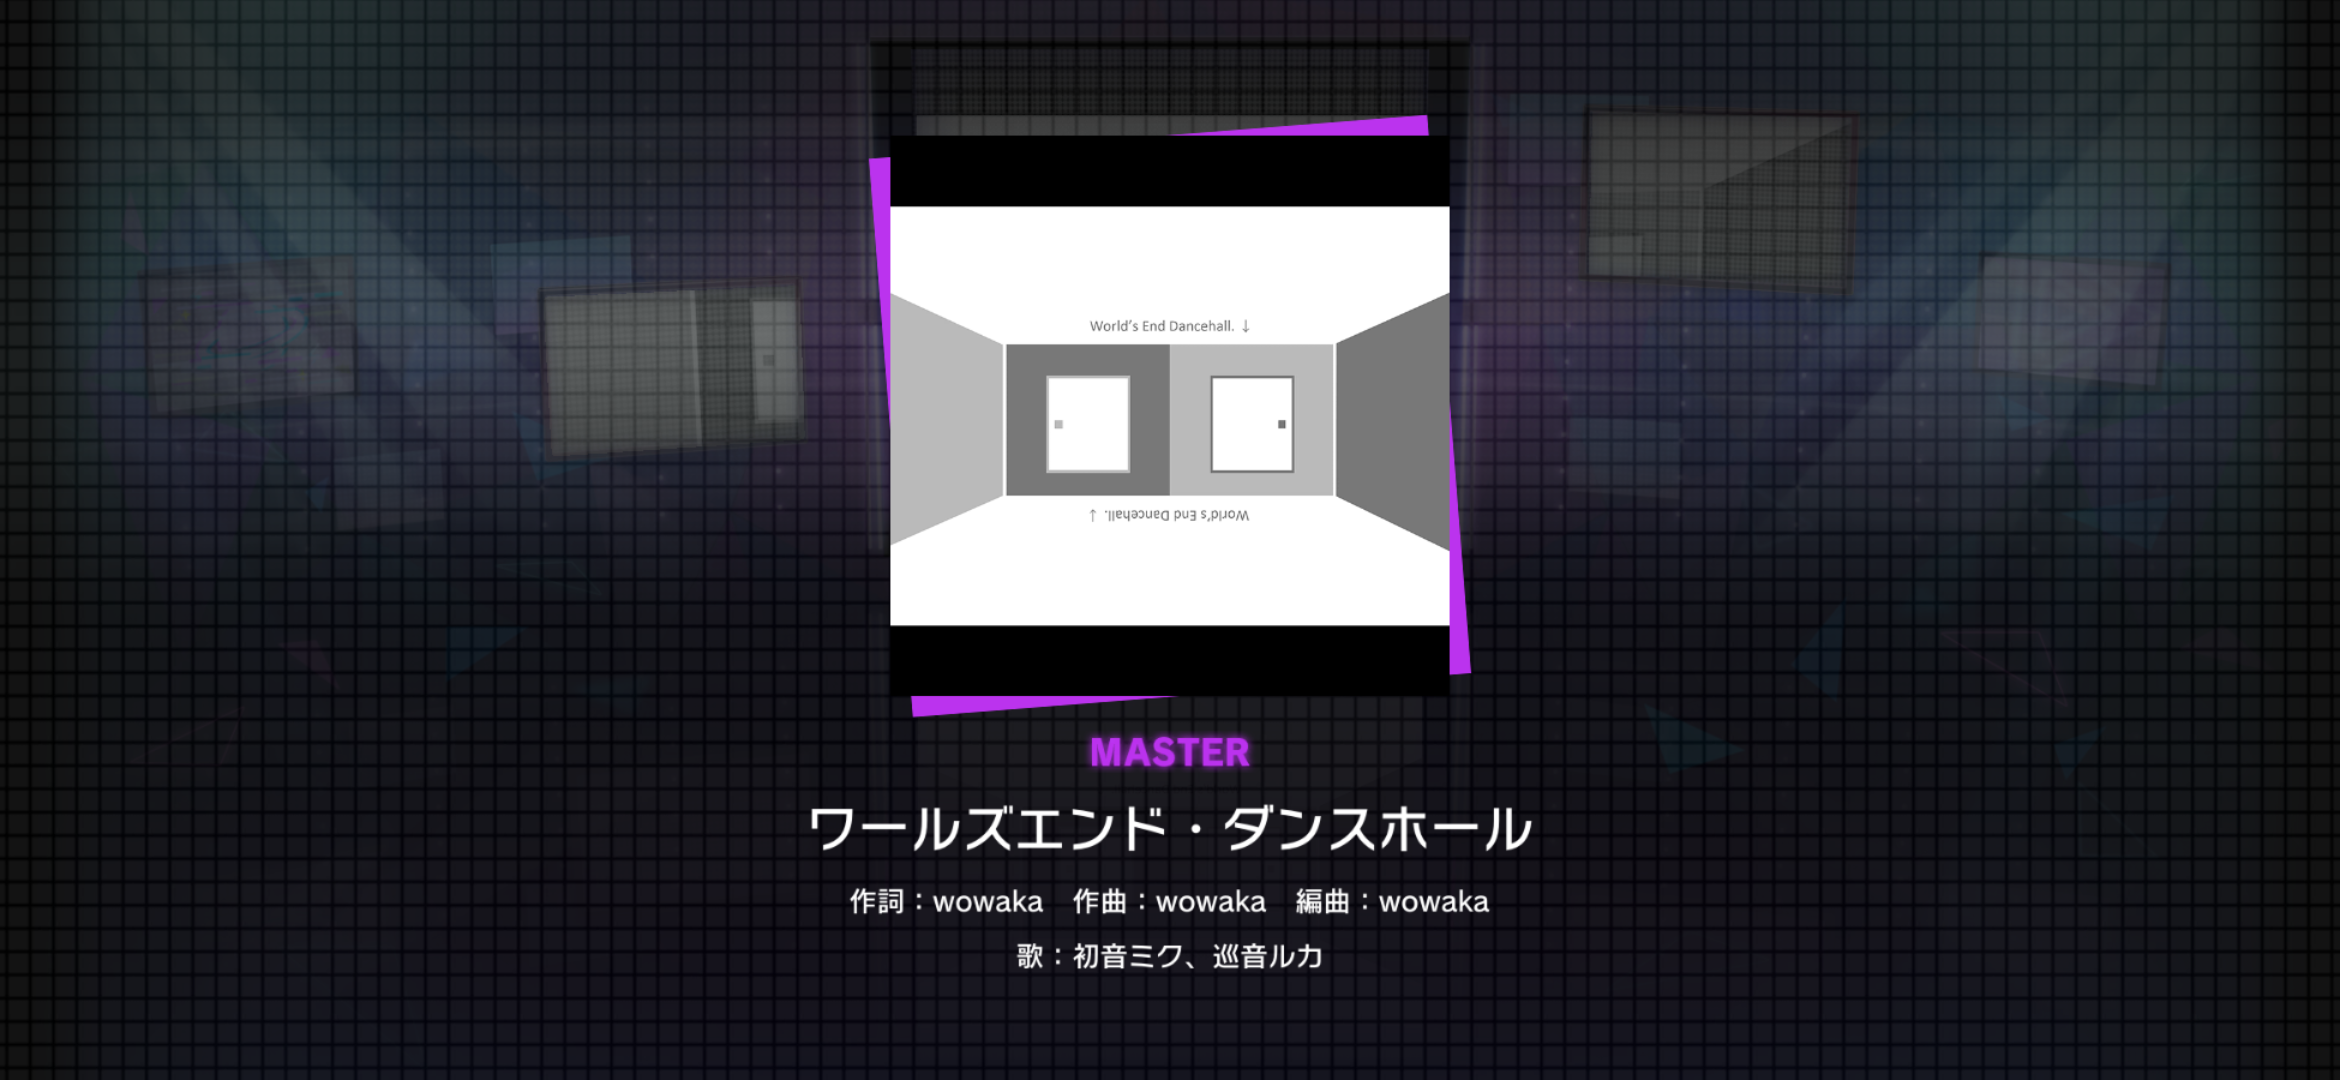 World's End Dancehall. ↓
World's End Dancehall. ↓
MASTER
ワールズエンド・ダンスホール
作詞：wowaka　作曲：wowaka　編曲：wowaka
歌：初音ミク、巡音ルカ